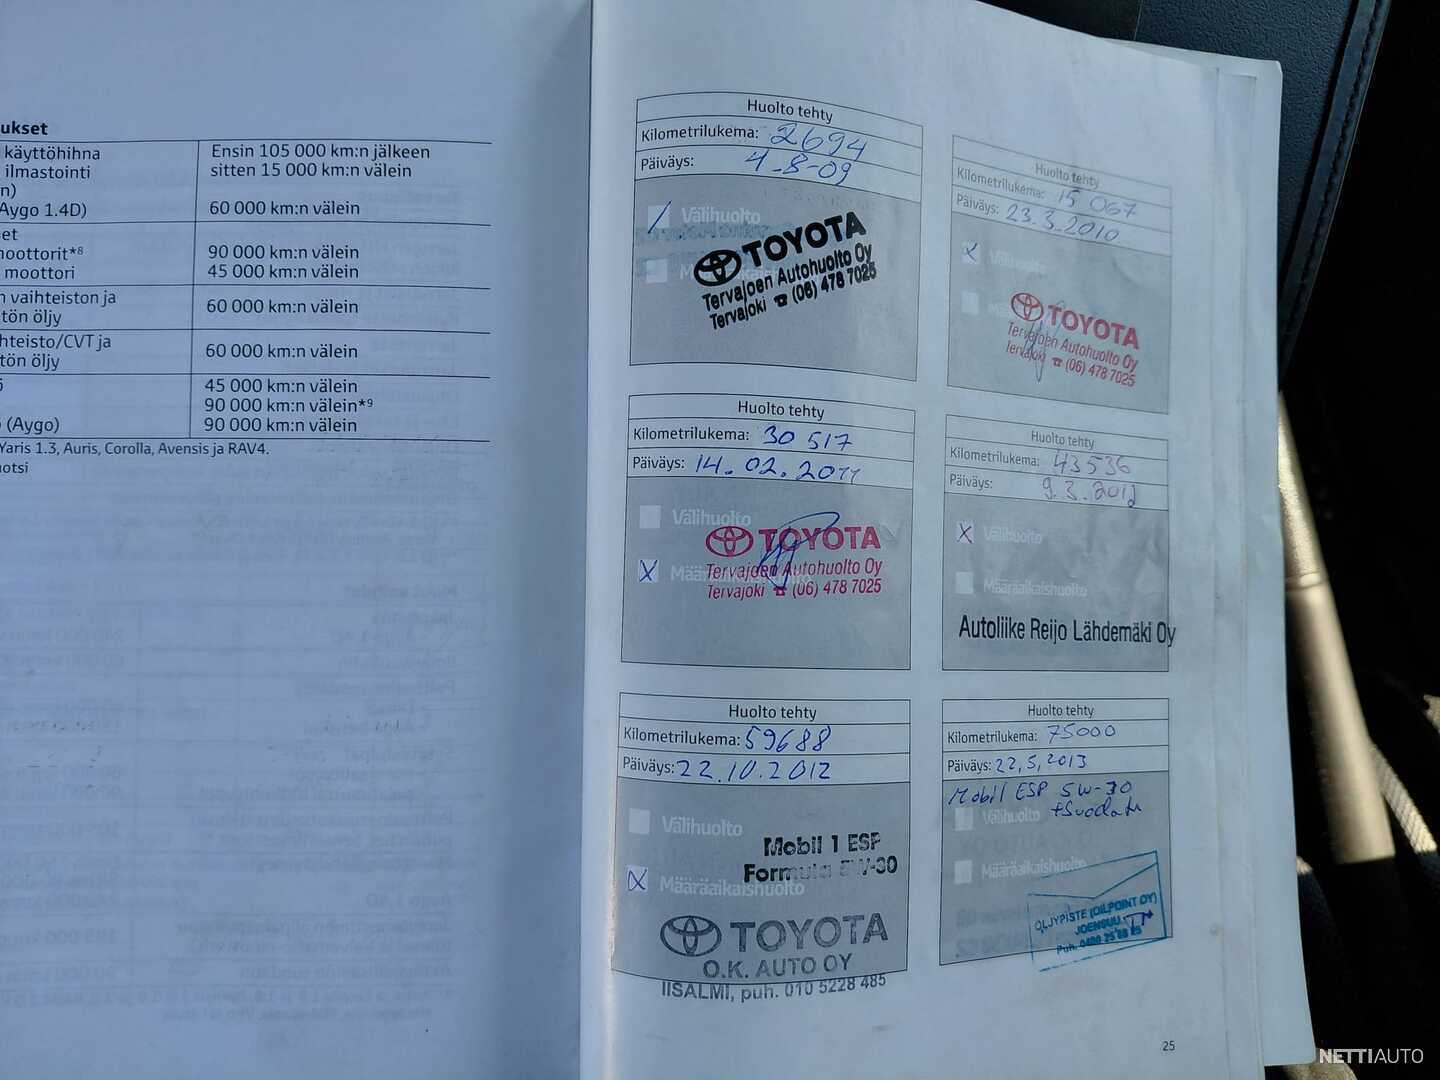 ukset
käyttöhihna
Ensin 105 000 km:n jälkeen
ilmastointi
sitten 15 000 km:n välein
n)
Aygo 1.4D)
60 000 km:n välein
et
moottorit*8
90 000 km:n välein
moottori
45 000 km:n välein
n vaihteiston ja
tön öljy
60 000 km:n välein
hteisto/CVT ja
tön öljy
60 000 km:n välein
45 000 km:n välein
90 000 km:n välein*9
(Aygo)
90 000 km:n välein
Yaris 1.3, Auris, Corolla, Avensis ja RAV4.
uotsi
Huolto tehty
Kilometrilukema: 2694
Päiväys: 4-8-09
Välihuolto
TOYOTA
Tervajoen Autohuolto Oy
Tervajoki ☎ (06) 478 7025
Huolto tehty
Kilometrilukema: 15 067
Päiväys: 23.3.2010
Välihuolto
TOYOTA
Tervajoen Autohuolto Oy
Tervajoki ☎ (06) 478 7025
Huolto tehty
Kilometrilukema: 30 517
Päiväys: 14.02.2011
Välihuolto
Määräaikaishuolto
TOYOTA
Tervajoen Autohuolto Oy
Tervajoki ☎ (06) 478 7025
Huolto tehty
Kilometrilukema: 43536
Päiväys: 9.3.2012
Välihuolto
Määräaikaishuolto
Autoliike Reijo Lähdemäki Oy
Huolto tehty
Kilometrilukema: 59688
Päiväys: 22.10.2012
Välihuolto
Mobil 1 ESP
Formula 5W-30
Määräaikaishuolto
TOYOTA
O.K. AUTO OY
IISALMI, puh. 010 5228 485
Huolto tehty
Kilometrilukema: 75000
Päiväys: 22,5,2013
Mobil ESP 5W-30
+Suodatin
Välihuolto
Määräaikaishuolto
ÖLJYPISTE (OILPOINT OY)
JOENSUU
Puh. 0400 25 88 85
25
NETTIAUTO